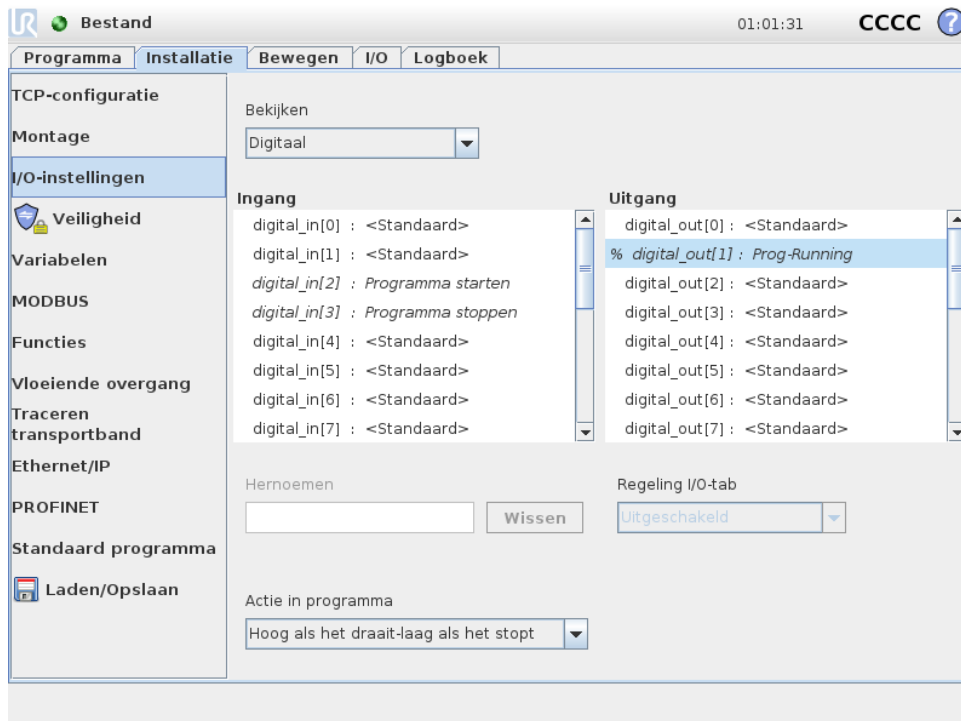 UR Bestand 01:01:31 CCCC ?
Programma Installatie Bewegen I/O Logboek
TCP-configuratie
Montage
I/O-instellingen
Veiligheid
Variabelen
MODBUS
Functies
Vloeiende overgang
Traceren
transportband
Ethernet/IP
PROFINET
Standaard programma
Laden/Opslaan
Bekijken
Digitaal
Ingang
digital_in[0] : <Standaard>
digital_in[1] : <Standaard>
digital_in[2] : Programma starten
digital_in[3] : Programma stoppen
digital_in[4] : <Standaard>
digital_in[5] : <Standaard>
digital_in[6] : <Standaard>
digital_in[7] : <Standaard>
Uitgang
digital_out[0] : <Standaard>
% digital_out[1] : Prog-Running
digital_out[2] : <Standaard>
digital_out[3] : <Standaard>
digital_out[4] : <Standaard>
digital_out[5] : <Standaard>
digital_out[6] : <Standaard>
digital_out[7] : <Standaard>
Hernoemen
Wissen
Regeling I/O-tab
Uitgeschakeld
Actie in programma
Hoog als het draait-laag als het stopt